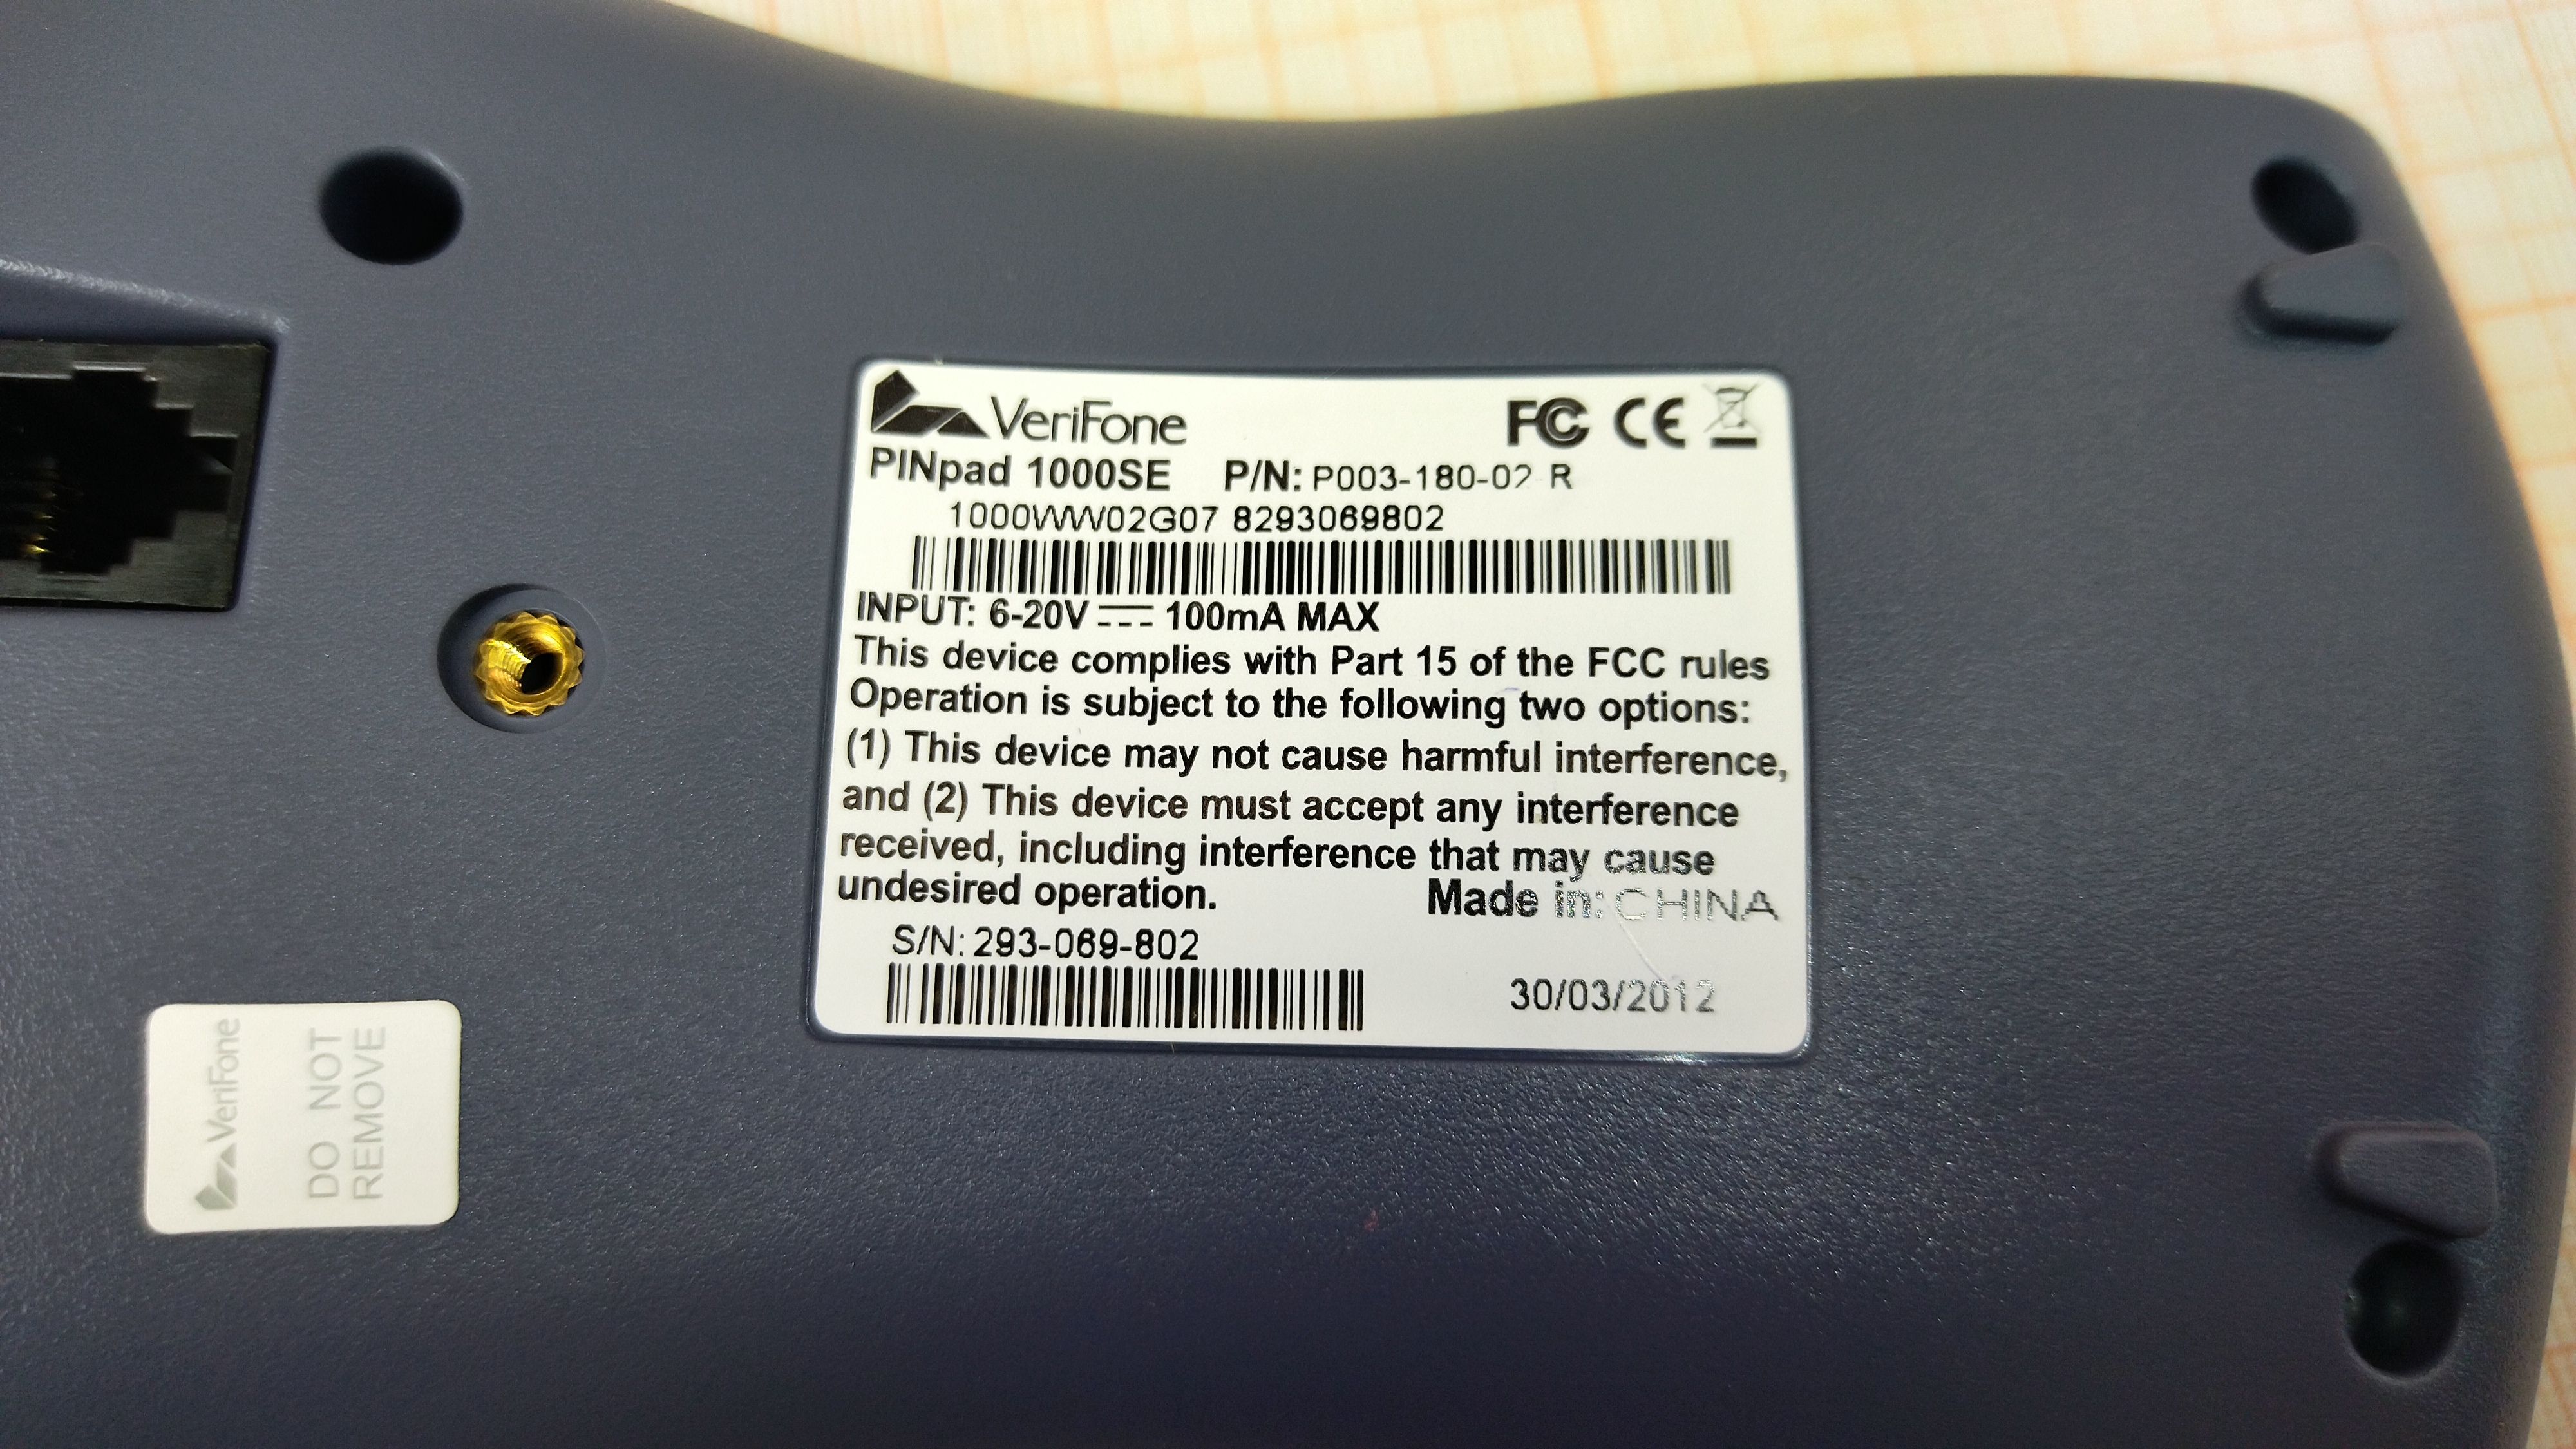 VeriFone
FC CE
PINpad 1000SE P/N: P003-180-02 R
1000WW02G07 8293069802
INPUT: 6-20V 100mA MAX
This device complies with Part 15 of the FCC rules
Operation is subject to the following two options:
(1) This device may not cause harmful interference,
and (2) This device must accept any interference
received, including interference that may cause
undesired operation.
Made in: CHINA
S/N: 293-069-802
30/03/2012
VeriFone
DO NOT
REMOVE